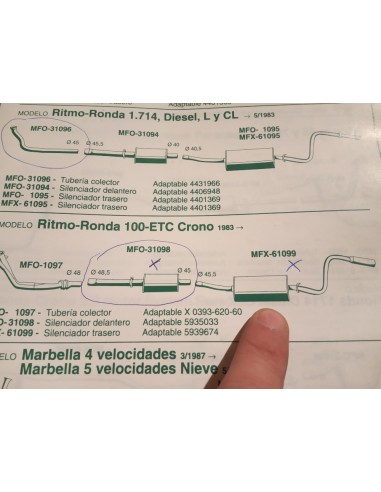 Adaptable 4401369
MODELO Ritmo-Ronda 1.714, Diesel, L y CL → 5/1983
MFO-31096 MFO-31094 MFO- 1095
MFX-61095
Ø 45 Ø 45,5 Ø 40 Ø 40,5
MFO-31096 - Tubería colector Adaptable 4431966
MFO-31094 - Silenciador delantero Adaptable 4406948
MFO- 1095 - Silenciador trasero Adaptable 4401369
MFX- 61095 - Silenciador trasero Adaptable 4401369
MODELO Ritmo-Ronda 100-ETC Crono 1983 →
MFO-1097 MFO-31098 MFX-61099
Ø 48 Ø 48,5 Ø 45 Ø 45,5
O- 1097 - Tubería colector Adaptable X 0393-620-60
O-31098 - Silenciador delantero Adaptable 5935033
X- 61099 - Silenciador trasero Adaptable 5939674
ELO Marbella 4 velocidades 3/1987 →
Marbella 5 velocidades Nieve